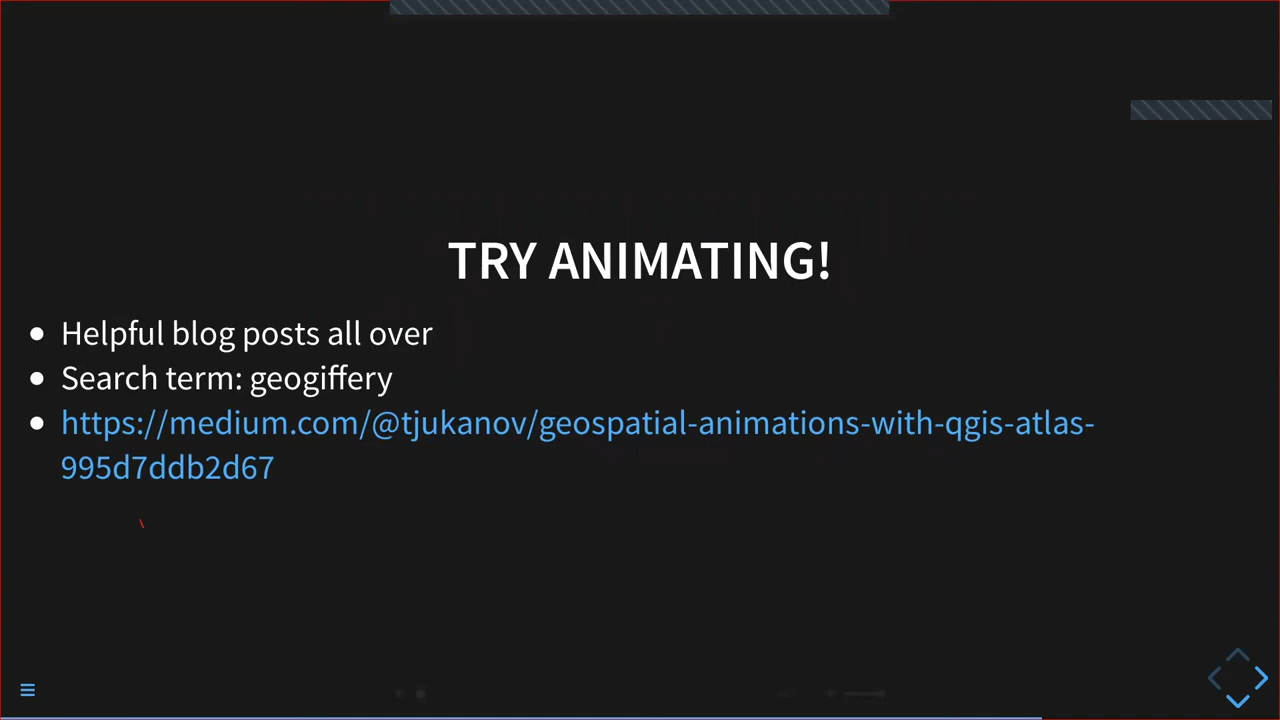 TRY ANIMATING!
Helpful blog posts all over
Search term: geogiffery
https://medium.com/@tjukanov/geospatial-animations-with-qgis-atlas-
995d7ddb2d67